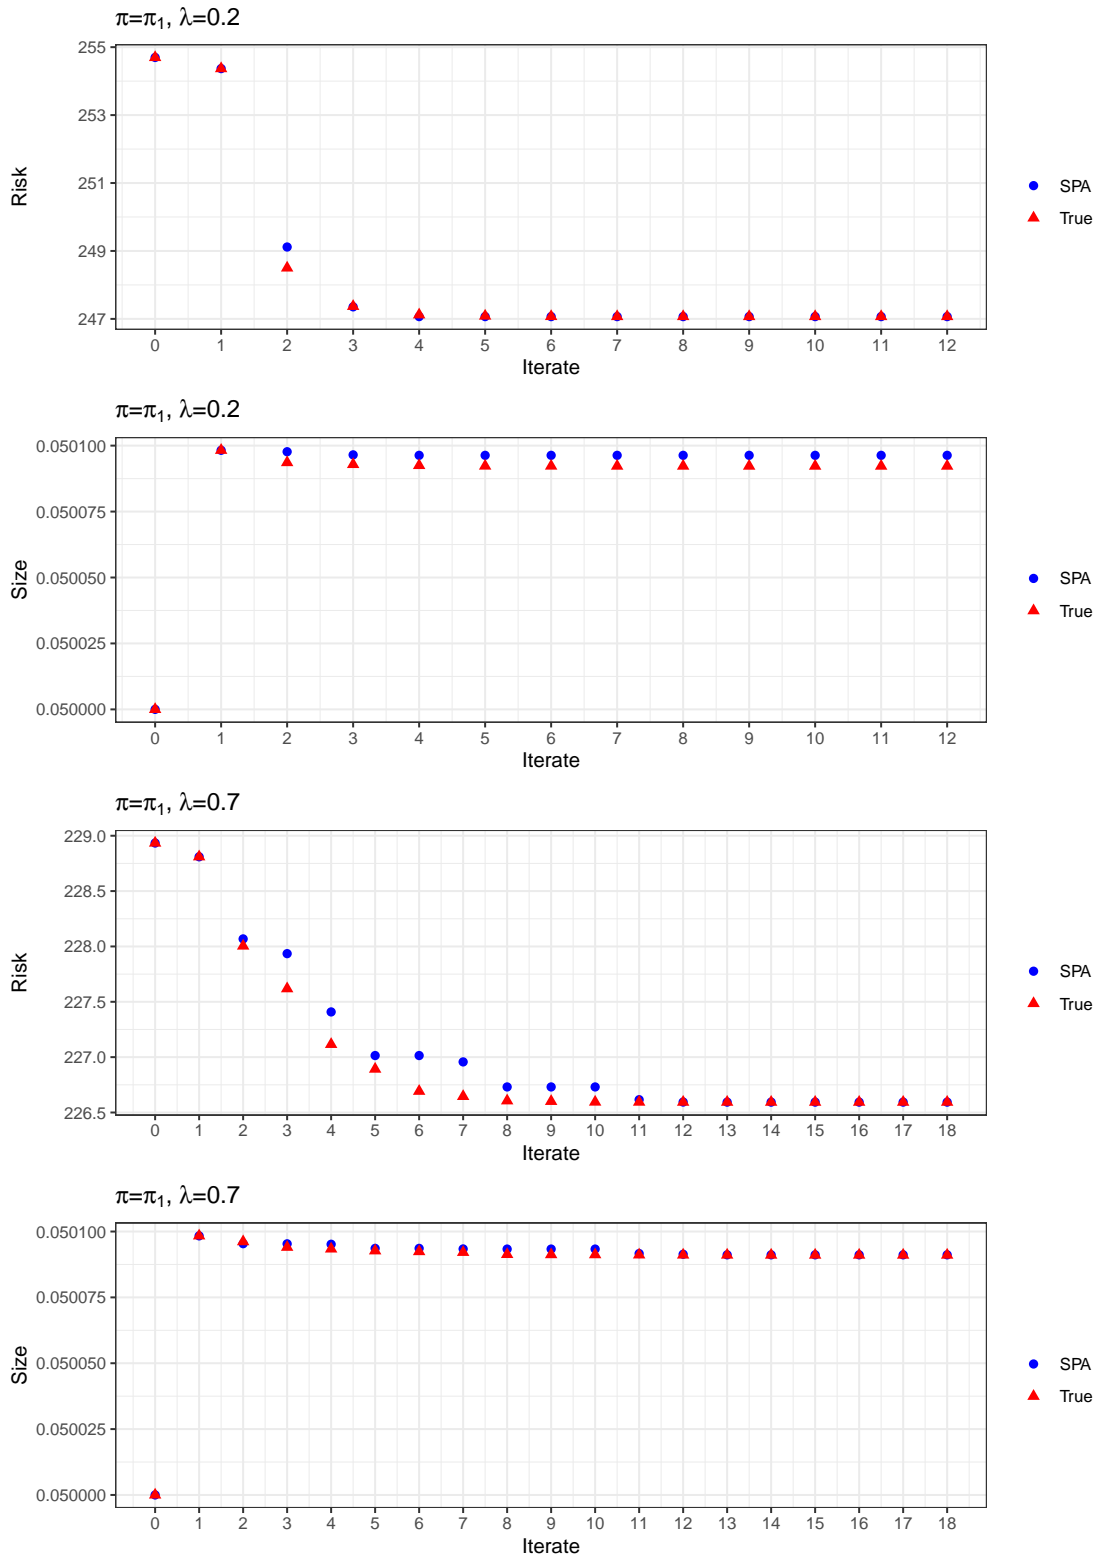 π=π₁, λ=0.2
255
253
251
249
247
Risk
0 1 2 3 4 5 6 7 8 9 10 11 12
Iterate
SPA
True
π=π₁, λ=0.2
0.050100
0.050075
0.050050
0.050025
0.050000
Size
0 1 2 3 4 5 6 7 8 9 10 11 12
Iterate
SPA
True
π=π₁, λ=0.7
229.0
228.5
228.0
227.5
227.0
226.5
Risk
0 1 2 3 4 5 6 7 8 9 10 11 12 13 14 15 16 17 18
Iterate
SPA
True
π=π₁, λ=0.7
0.050100
0.050075
0.050050
0.050025
0.050000
Size
0 1 2 3 4 5 6 7 8 9 10 11 12 13 14 15 16 17 18
Iterate
SPA
True